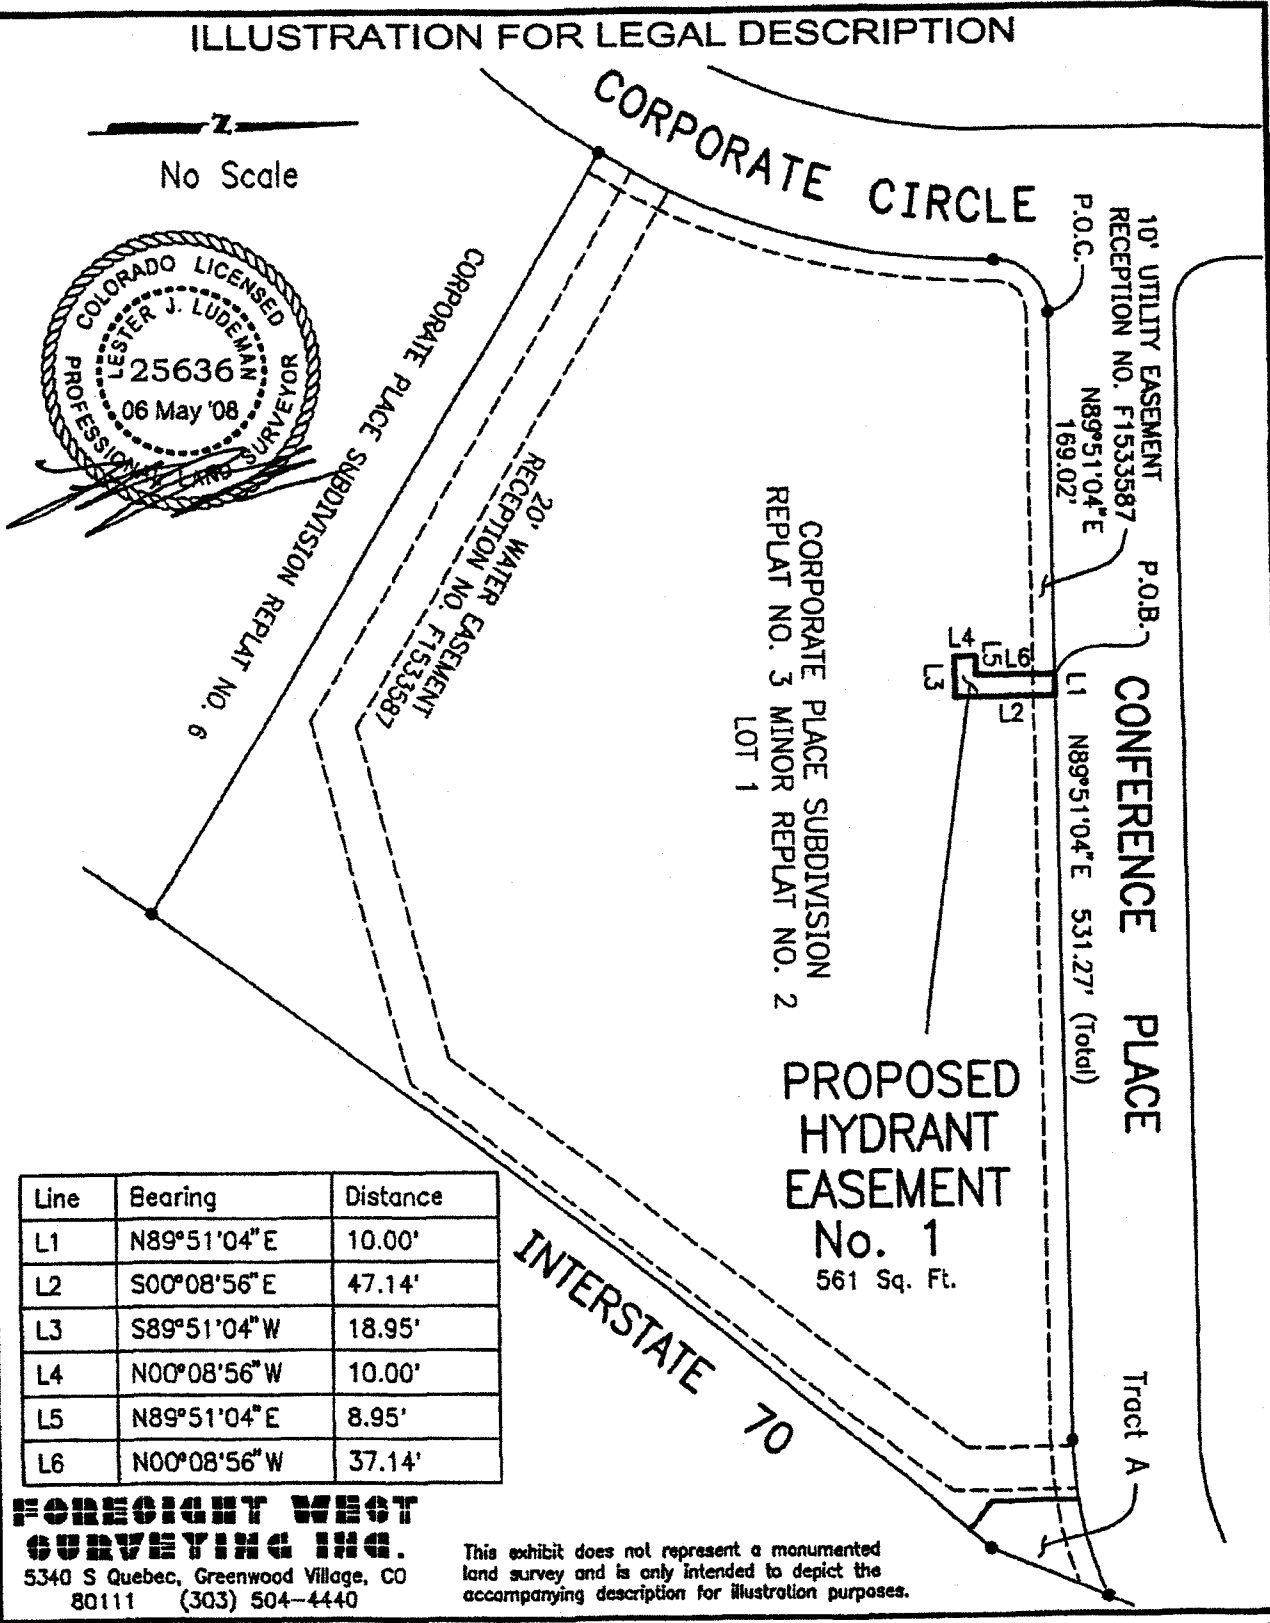 ILLUSTRATION FOR LEGAL DESCRIPTION
CORPORATE CIRCLE
Z
No Scale
COLORADO LICENSED
LESTER J. LUDEMAN
25636
06 May '08
PROFESSIONAL LAND SURVEYOR
10' UTILITY EASEMENT
RECEPTION NO. F1533587
P.O.C.
N89°51'04"E
169.02'
P.O.B.
CORPORATE PLACE SUBDIVISION REPLAT NO. 6
20' WATER EASEMENT
RECEPTION NO. F1533587
CORPORATE PLACE SUBDIVISION
REPLAT NO. 3 MINOR REPLAT NO. 2
LOT 1
L4
L5
L6
L3
L2
L1
N89°51'04"E 531.27' (Total)
CONFERENCE PLACE
PROPOSED
HYDRANT
EASEMENT
No. 1
561 Sq. Ft.
INTERSTATE 70
Tract A
Line Bearing Distance
L1 N89°51'04"E 10.00'
L2 S00°08'56"E 47.14'
L3 S89°51'04"W 18.95'
L4 N00°08'56"W 10.00'
L5 N89°51'04"E 8.95'
L6 N00°08'56"W 37.14'
FORESIGHT WEST
SURVEYING INC.
5340 S Quebec, Greenwood Village, CO
80111 (303) 504-4440
This exhibit does not represent a monumented
land survey and is only intended to depict the
accompanying description for illustration purposes.